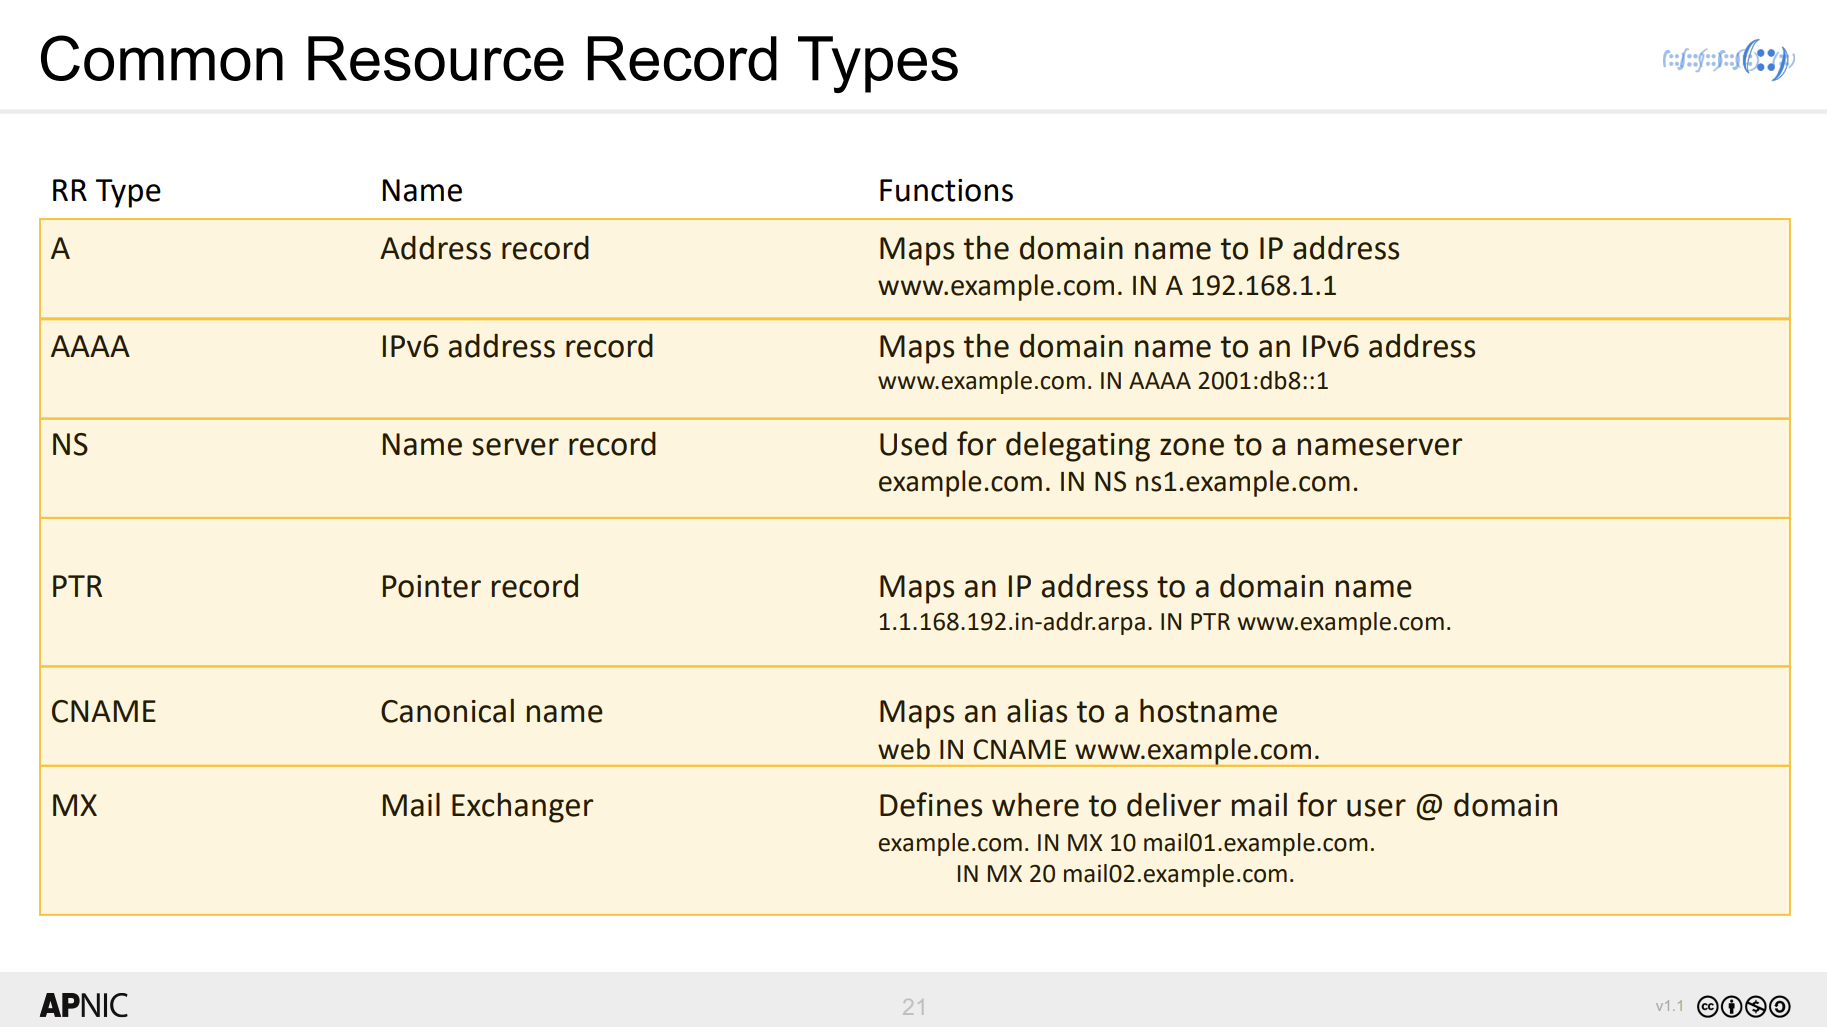 Common Resource Record Types
RR Type Name Functions
A Address record Maps the domain name to IP address
www.example.com. IN A 192.168.1.1
AAAA IPv6 address record Maps the domain name to an IPv6 address
www.example.com. IN AAAA 2001:db8::1
NS Name server record Used for delegating zone to a nameserver
example.com. IN NS ns1.example.com.
PTR Pointer record Maps an IP address to a domain name
1.1.168.192.in-addr.arpa. IN PTR www.example.com.
CNAME Canonical name Maps an alias to a hostname
web IN CNAME www.example.com.
MX Mail Exchanger Defines where to deliver mail for user @ domain
example.com. IN MX 10 mail01.example.com.
IN MX 20 mail02.example.com.
APNIC 21 v1.1 cc